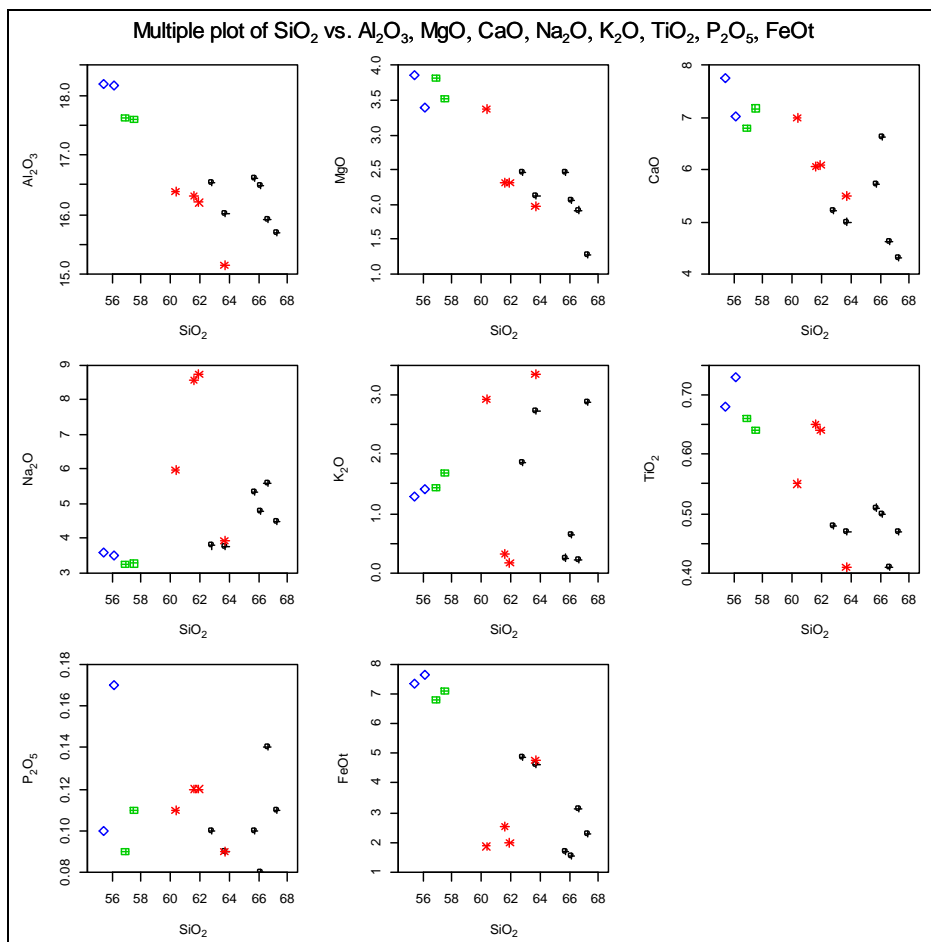 Multiple plot of SiO₂ vs. Al₂O₃, MgO, CaO, Na₂O, K₂O, TiO₂, P₂O₅, FeOt
Al₂O₃
15.0 16.0 17.0 18.0
56 58 60 62 64 66 68
SiO₂
MgO
1.0 1.5 2.0 2.5 3.0 3.5 4.0
56 58 60 62 64 66 68
SiO₂
CaO
4 5 6 7 8
56 58 60 62 64 66 68
SiO₂
Na₂O
3 4 5 6 7 8 9
56 58 60 62 64 66 68
SiO₂
K₂O
0.0 1.0 2.0 3.0
56 58 60 62 64 66 68
SiO₂
TiO₂
0.40 0.50 0.60 0.70
56 58 60 62 64 66 68
SiO₂
P₂O₅
0.08 0.10 0.12 0.14 0.16 0.18
56 58 60 62 64 66 68
SiO₂
FeOt
1 2 3 4 5 6 7 8
56 58 60 62 64 66 68
SiO₂